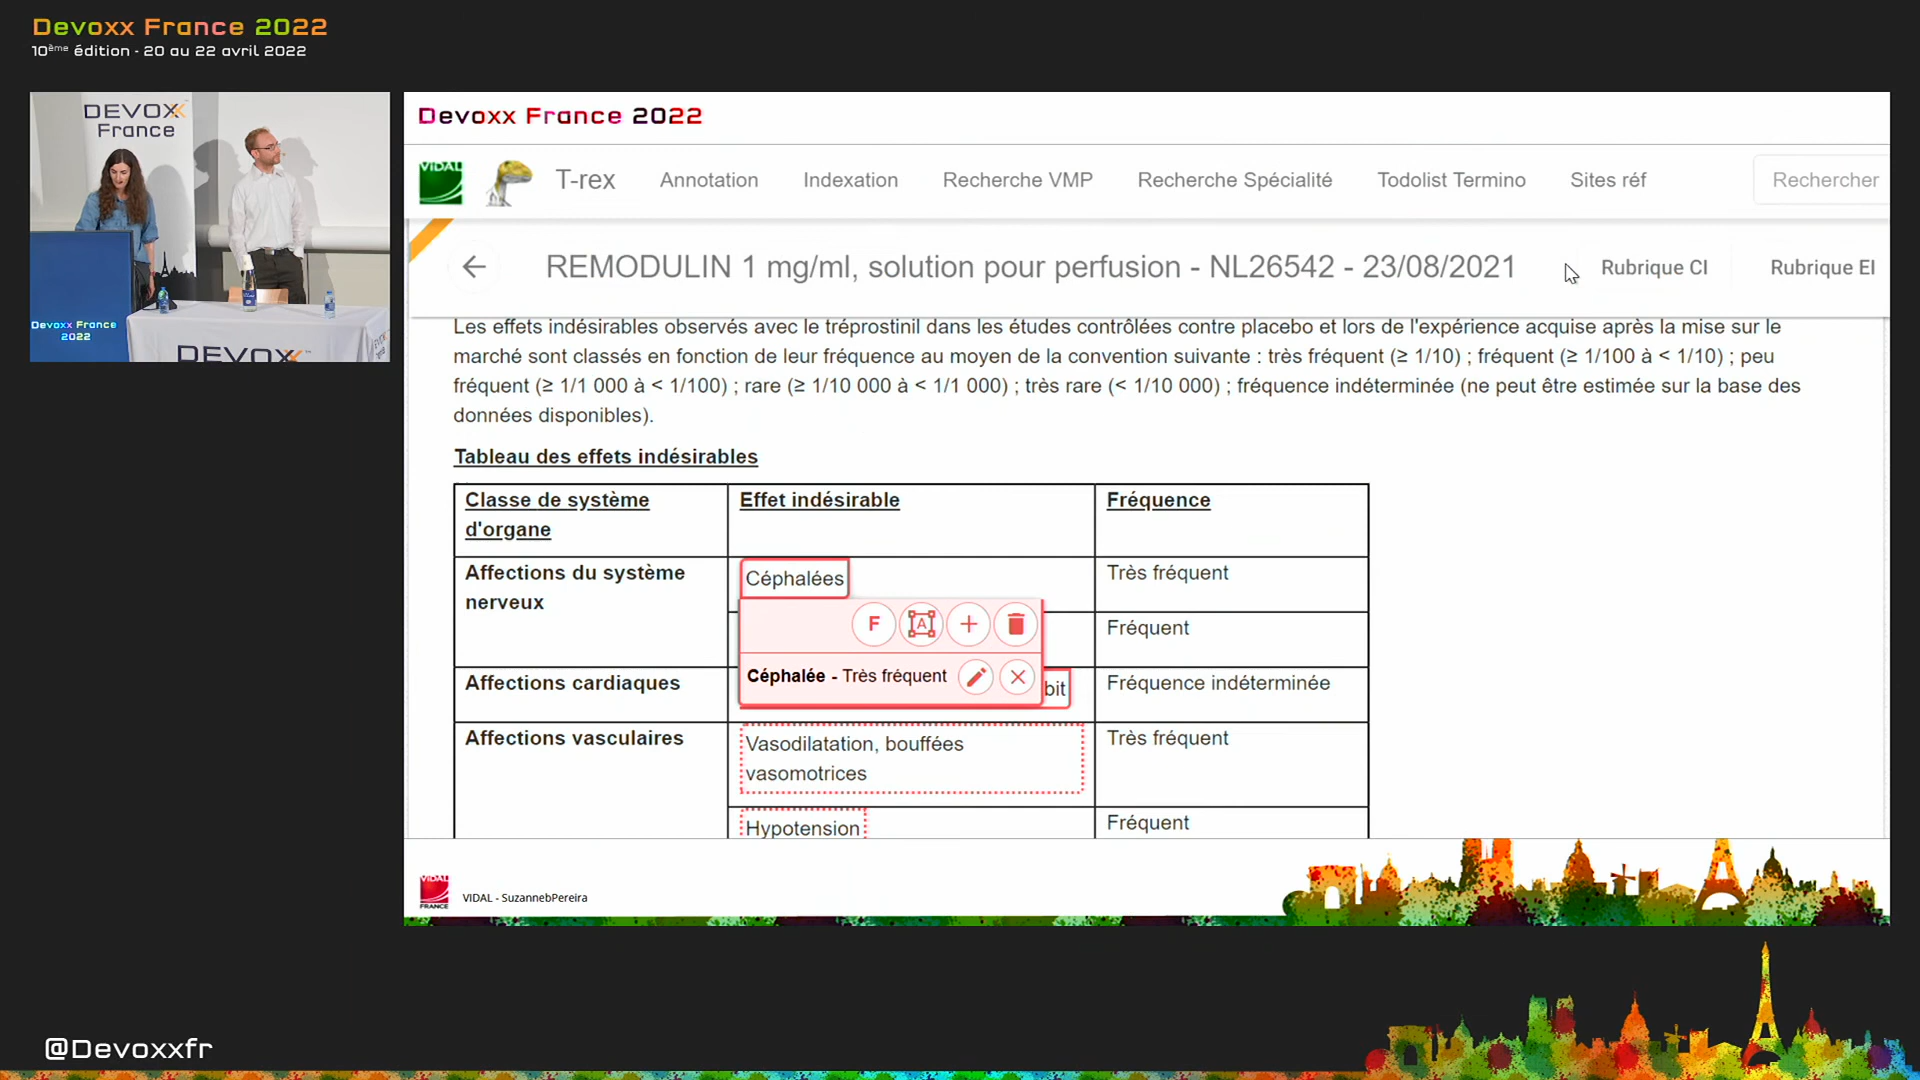 Devoxx France 2022
10ème édition - 20 au 22 avril 2022
DEVOXX
France
Devoxx France
2022
DEVOXX
Devoxx France 2022
VIDAL
T-rex
Annotation
Indexation
Recherche VMP
Recherche Spécialité
Todolist Termino
Sites réf
Rechercher
REMODULIN 1 mg/ml, solution pour perfusion - NL26542 - 23/08/2021
Rubrique CI
Rubrique EI
Les effets indésirables observés avec le tréprostinil dans les études contrôlées contre placebo et lors de l'expérience acquise après la mise sur le
marché sont classés en fonction de leur fréquence au moyen de la convention suivante : très fréquent (≥ 1/10) ; fréquent (≥ 1/100 à < 1/10) ; peu
fréquent (≥ 1/1 000 à < 1/100) ; rare (≥ 1/10 000 à < 1/1 000) ; très rare (< 1/10 000) ; fréquence indéterminée (ne peut être estimée sur la base des
données disponibles).
Tableau des effets indésirables
Classe de système
d'organe
Effet indésirable
Fréquence
Affections du système
nerveux
Céphalées
Très fréquent
F
A
Fréquent
Céphalée - Très fréquent
Affections cardiaques
bit
Fréquence indéterminée
Affections vasculaires
Vasodilatation, bouffées
vasomotrices
Très fréquent
Hypotension
Fréquent
VIDAL
FRANCE
VIDAL - SuzannebPereira
@Devoxxfr